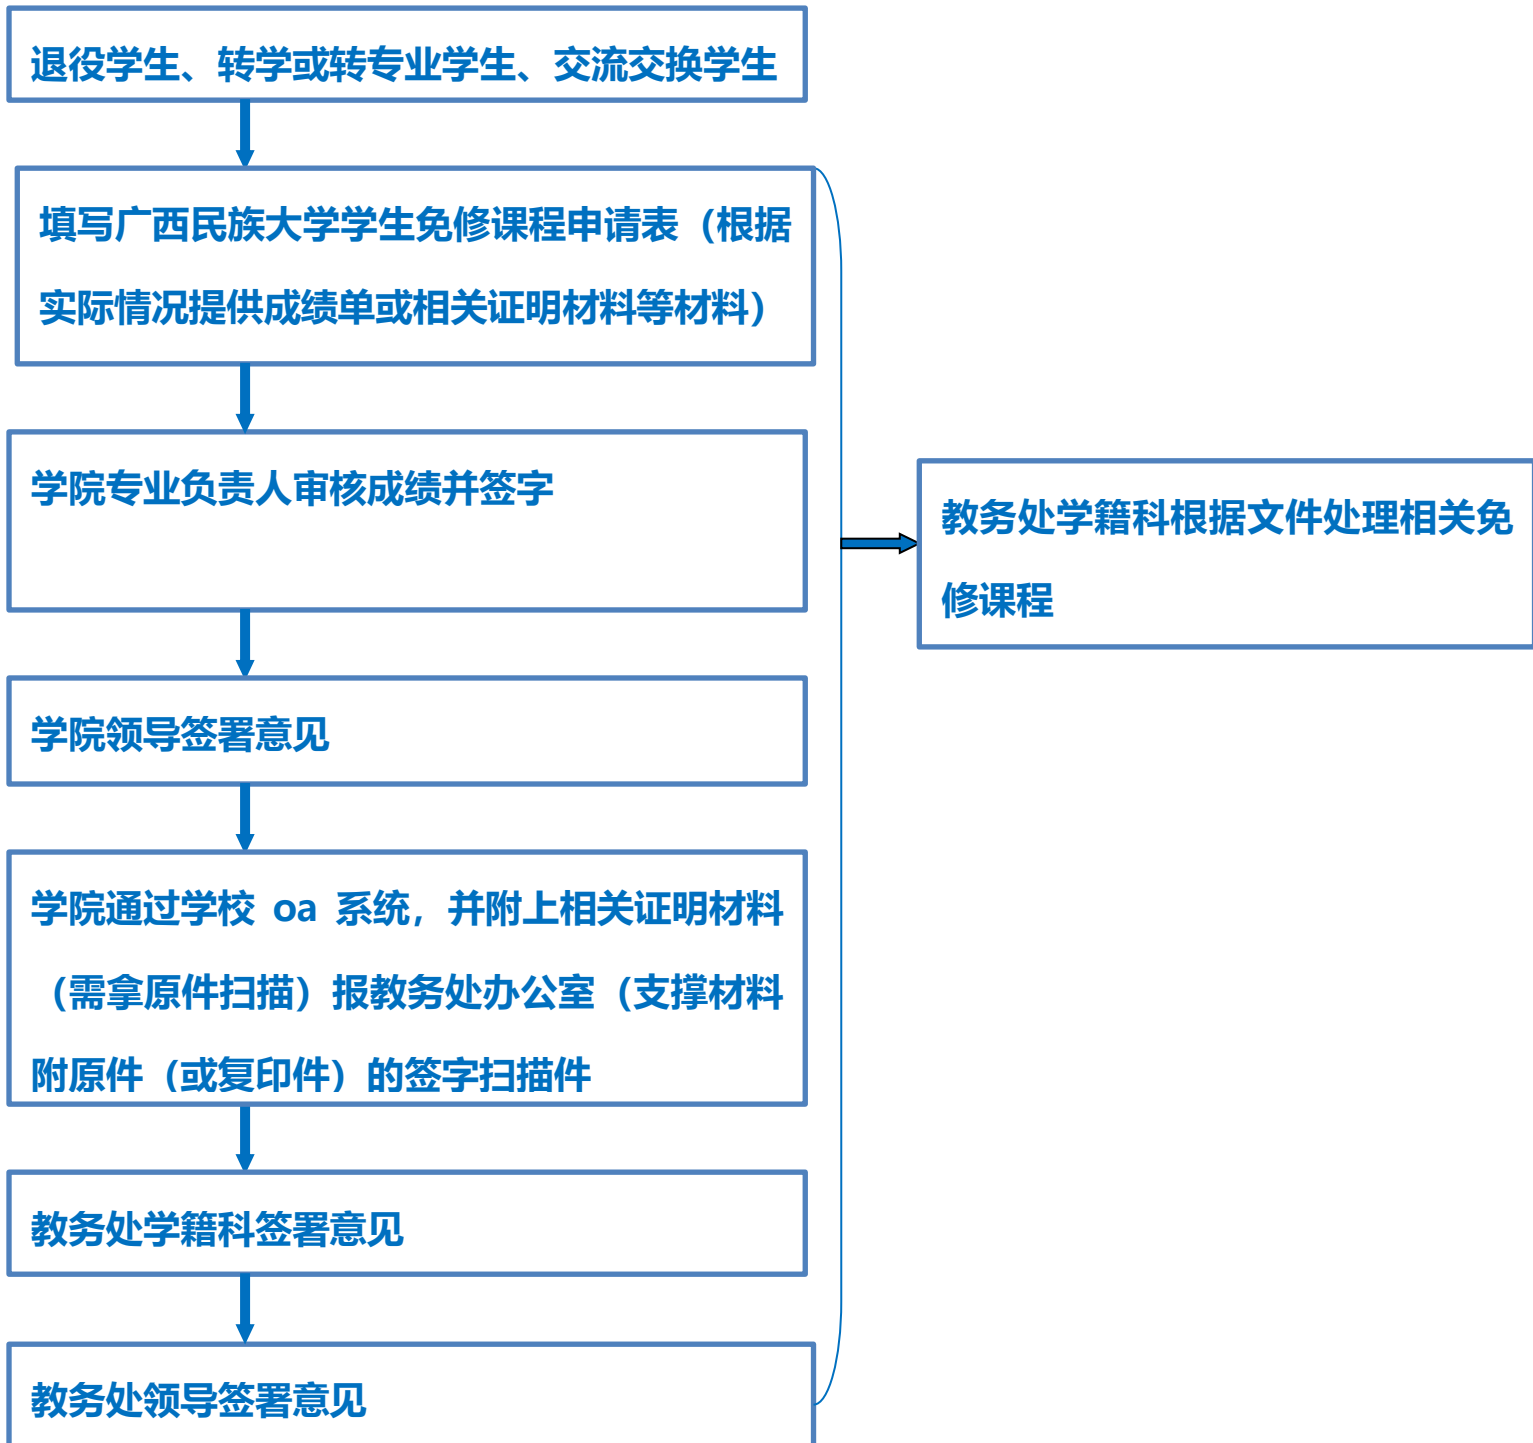 退役学生、转学或转专业学生、交流交换学生
填写广西民族大学学生免修课程申请表（根据
实际情况提供成绩单或相关证明材料等材料）
学院专业负责人审核成绩并签字
教务处学籍科根据文件处理相关免
修课程
学院领导签署意见
学院通过学校 oa 系统，并附上相关证明材料
（需拿原件扫描）报教务处办公室（支撑材料
附原件（或复印件）的签字扫描件
教务处学籍科签署意见
教务处领导签署意见